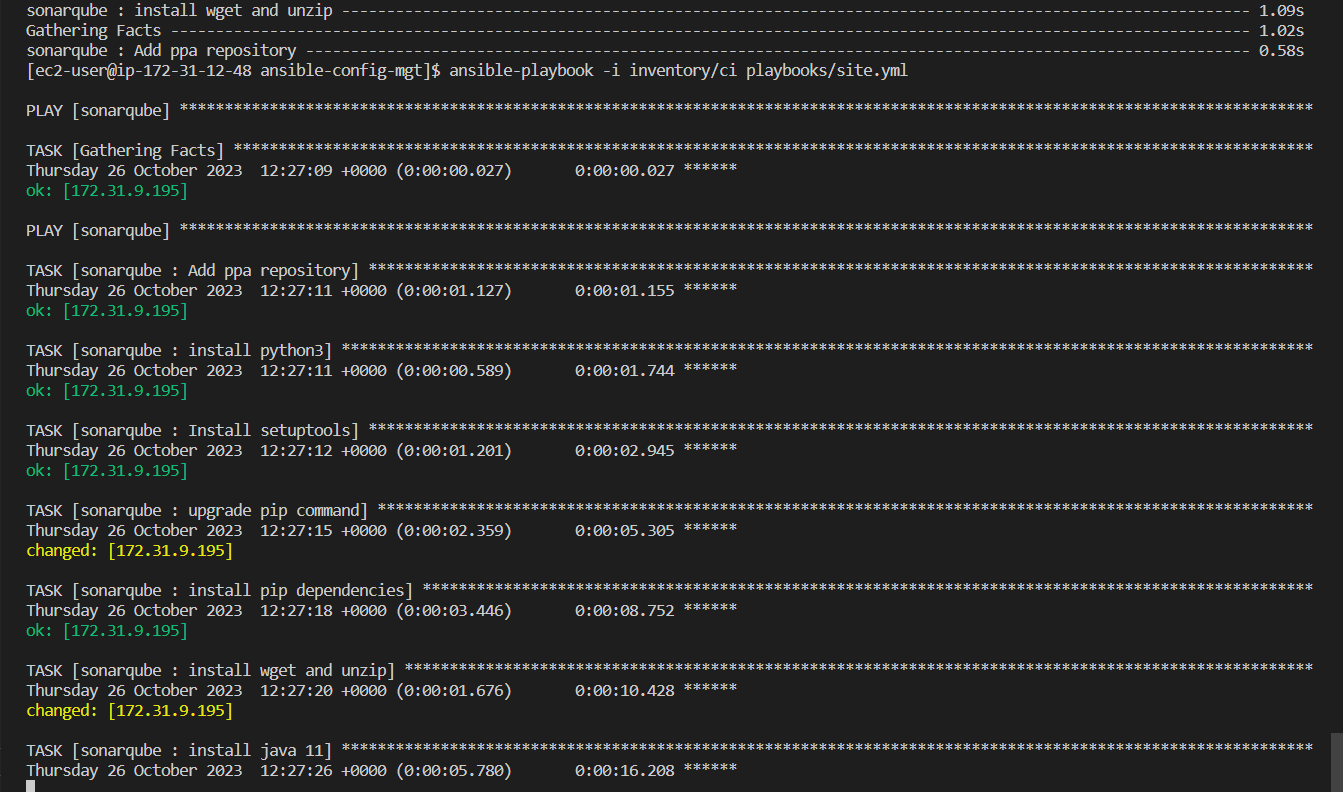 sonarqube : install wget and unzip ----------------------------------------------------------------------------------------------------- 1.09s
Gathering Facts ------------------------------------------------------------------------------------------------------------------------ 1.02s
sonarqube : Add ppa repository --------------------------------------------------------------------------------------------------------- 0.58s
[ec2-user@ip-172-31-12-48 ansible-config-mgt]$ ansible-playbook -i inventory/ci playbooks/site.yml
PLAY [sonarqube] ******************************************************************************************************************************
TASK [Gathering Facts] ************************************************************************************************************************
Thursday 26 October 2023  12:27:09 +0000 (0:00:00.027)       0:00:00.027 ******
ok: [172.31.9.195]
PLAY [sonarqube] ******************************************************************************************************************************
TASK [sonarqube : Add ppa repository] *********************************************************************************************************
Thursday 26 October 2023  12:27:11 +0000 (0:00:01.127)       0:00:01.155 ******
ok: [172.31.9.195]
TASK [sonarqube : install python3] ************************************************************************************************************
Thursday 26 October 2023  12:27:11 +0000 (0:00:00.589)       0:00:01.744 ******
ok: [172.31.9.195]
TASK [sonarqube : Install setuptools] *********************************************************************************************************
Thursday 26 October 2023  12:27:12 +0000 (0:00:01.201)       0:00:02.945 ******
ok: [172.31.9.195]
TASK [sonarqube : upgrade pip command] ********************************************************************************************************
Thursday 26 October 2023  12:27:15 +0000 (0:00:02.359)       0:00:05.305 ******
changed: [172.31.9.195]
TASK [sonarqube : install pip dependencies] ***************************************************************************************************
Thursday 26 October 2023  12:27:18 +0000 (0:00:03.446)       0:00:08.752 ******
ok: [172.31.9.195]
TASK [sonarqube : install wget and unzip] *****************************************************************************************************
Thursday 26 October 2023  12:27:20 +0000 (0:00:01.676)       0:00:10.428 ******
changed: [172.31.9.195]
TASK [sonarqube : install java 11] ************************************************************************************************************
Thursday 26 October 2023  12:27:26 +0000 (0:00:05.780)       0:00:16.208 ******